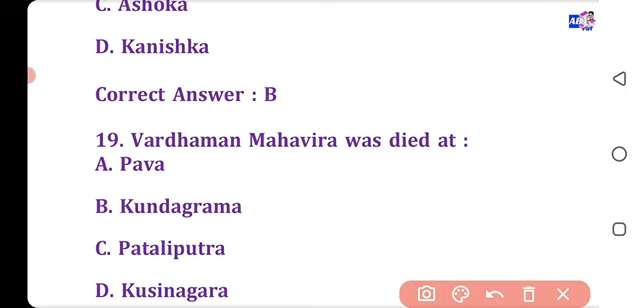 C. Ashoka
D. Kanishka
Correct Answer : B
19. Vardhaman Mahavira was died at :
A. Pava
B. Kundagrama
C. Pataliputra
D. Kusinagara